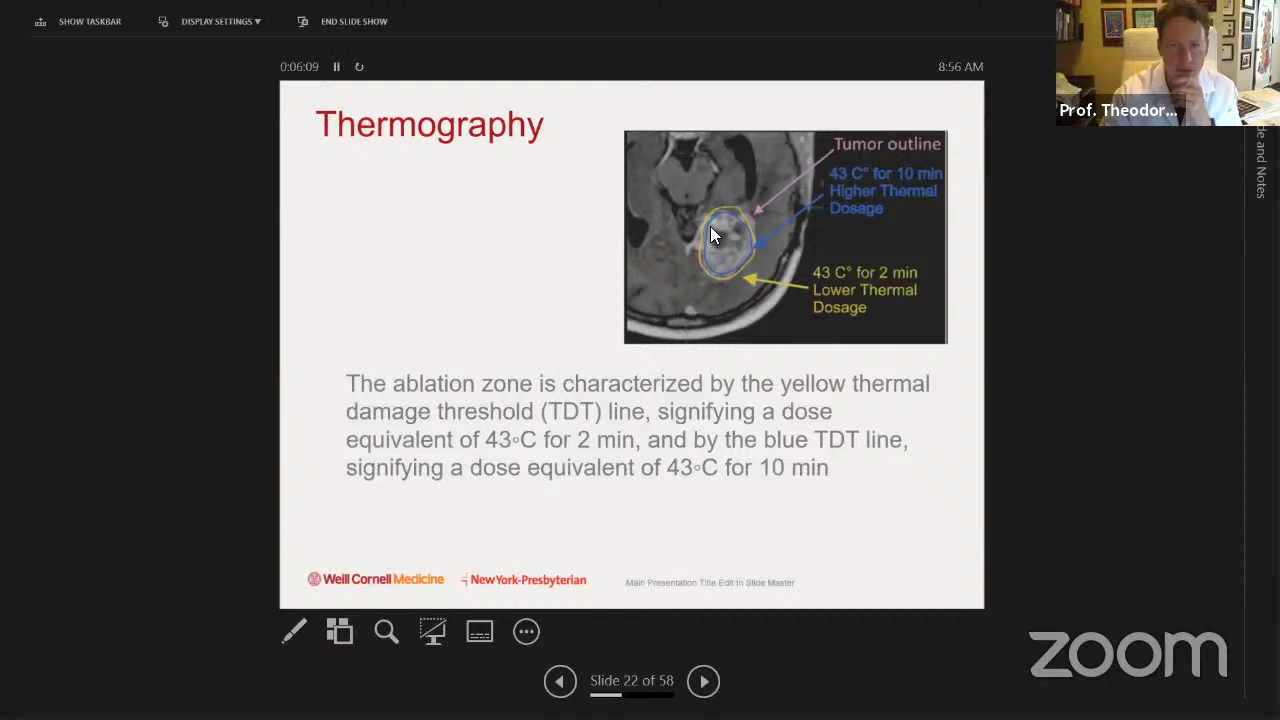 SHOW TASKBAR
DISPLAY SETTINGS ▼
END SLIDE SHOW
0:06:09
8:56 AM
Prof. Theodor...
de and Notes
Thermography
Tumor outline
43 C° for 10 min
Higher Thermal
Dosage
43 C° for 2 min
Lower Thermal
Dosage
The ablation zone is characterized by the yellow thermal
damage threshold (TDT) line, signifying a dose
equivalent of 43◦C for 2 min, and by the blue TDT line,
signifying a dose equivalent of 43◦C for 10 min
Weill Cornell Medicine
NewYork-Presbyterian
Main Presentation Title Edit In Slide Master
Slide 22 of 58
zoom